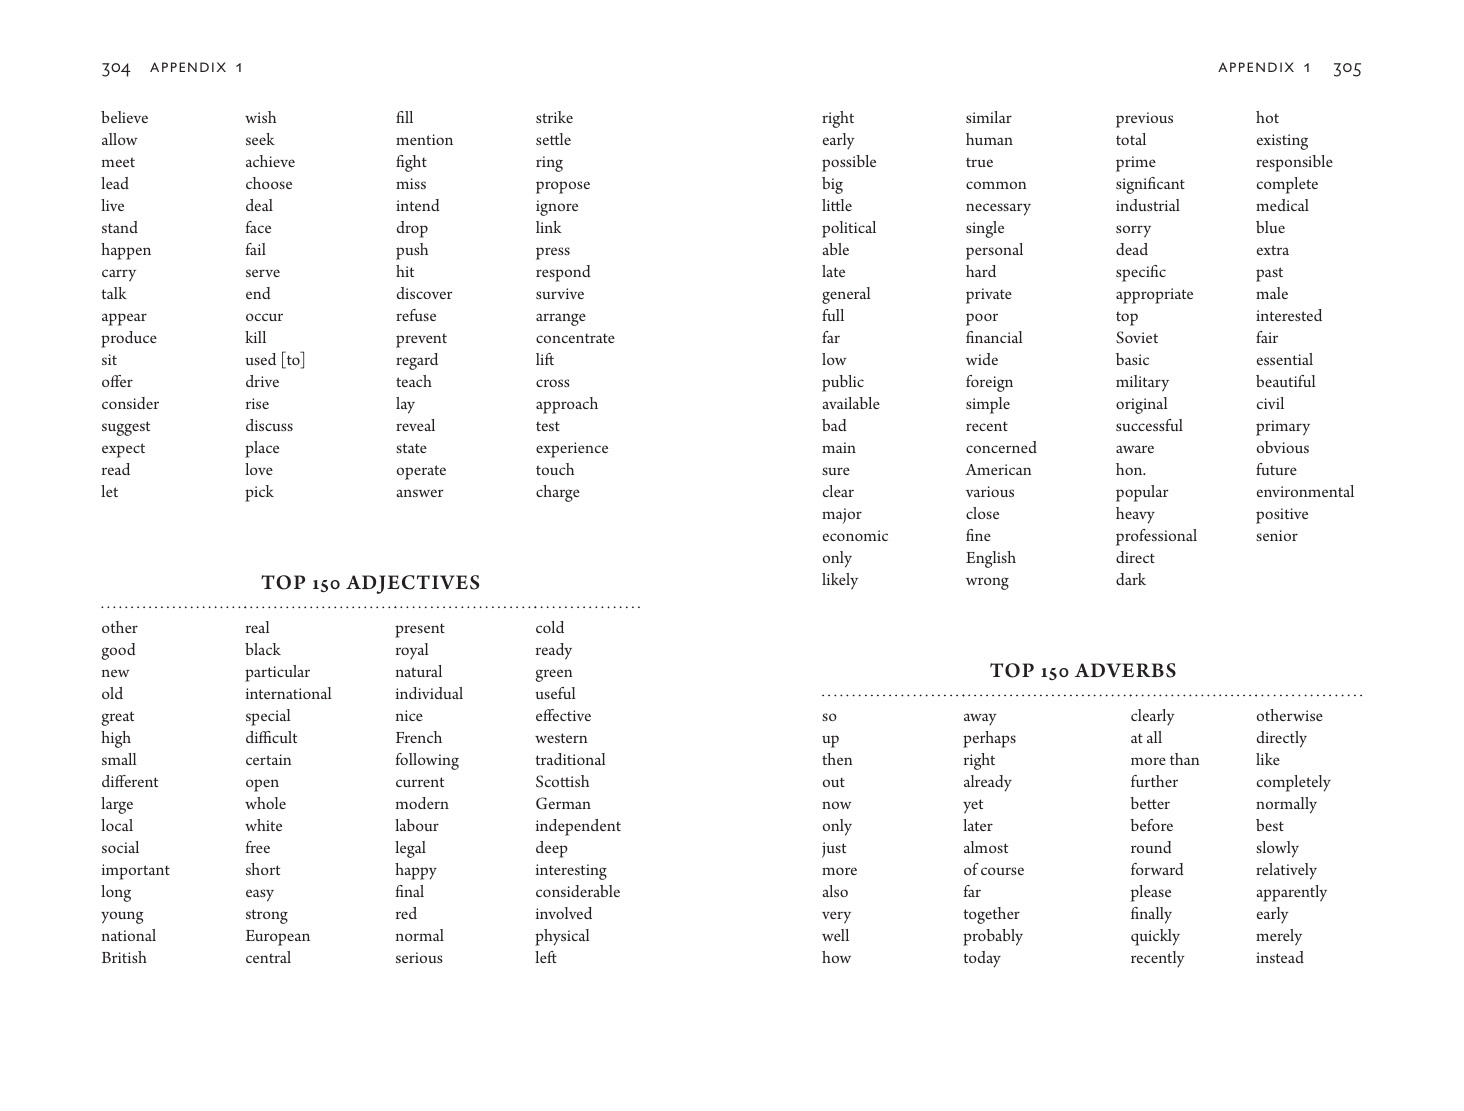 304 APPENDIX 1
believe wish fill strike
allow seek mention settle
meet achieve fight ring
lead choose miss propose
live deal intend ignore
stand face drop link
happen fail push press
carry serve hit respond
talk end discover survive
appear occur refuse arrange
produce kill prevent concentrate
sit used [to] regard lift
offer drive teach cross
consider rise lay approach
suggest discuss reveal test
expect place state experience
read love operate touch
let pick answer charge
TOP 150 ADJECTIVES
other real present cold
good black royal ready
new particular natural green
old international individual useful
great special nice effective
high difficult French western
small certain following traditional
different open current Scottish
large whole modern German
local white labour independent
social free legal deep
important short happy interesting
long easy final considerable
young strong red involved
national European normal physical
British central serious left
APPENDIX 1 305
right similar previous hot
early human total existing
possible true prime responsible
big common significant complete
little necessary industrial medical
political single sorry blue
able personal dead extra
late hard specific past
general private appropriate male
full poor top interested
far financial Soviet fair
low wide basic essential
public foreign military beautiful
available simple original civil
bad recent successful primary
main concerned aware obvious
sure American hon. future
clear various popular environmental
major close heavy positive
economic fine professional senior
only English direct
likely wrong dark
TOP 150 ADVERBS
so away clearly otherwise
up perhaps at all directly
then right more than like
out already further completely
now yet better normally
only later before best
just almost round slowly
more of course forward relatively
also far please apparently
very together finally early
well probably quickly merely
how today recently instead